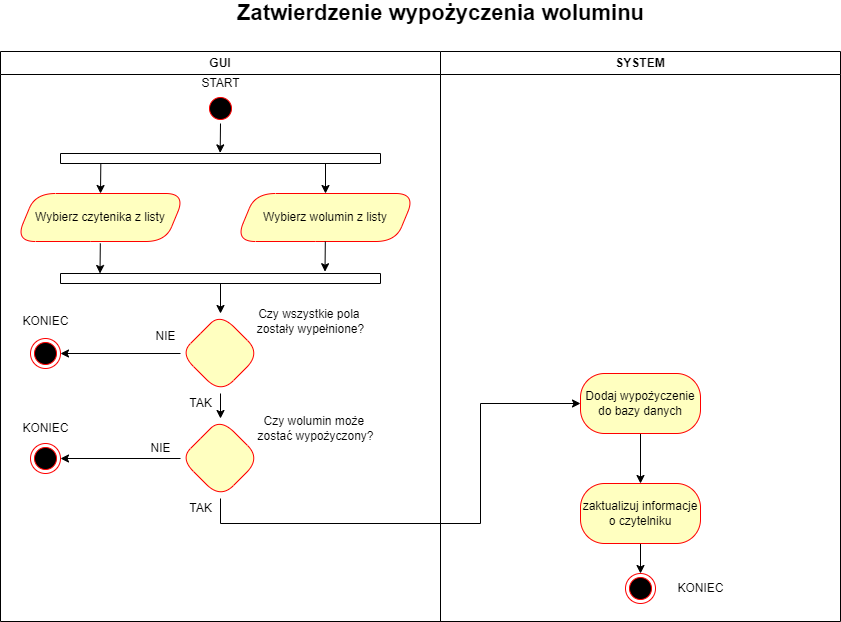 Zatwierdzenie wypożyczenia woluminu
GUI
SYSTEM
START
Wybierz czytenika z listy
Wybierz wolumin z listy
Czy wszystkie pola
zostały wypełnione?
KONIEC
NIE
TAK
Czy wolumin może
zostać wypożyczony?
KONIEC
NIE
TAK
Dodaj wypożyczenie
do bazy danych
zaktualizuj informacje
o czytelniku
KONIEC